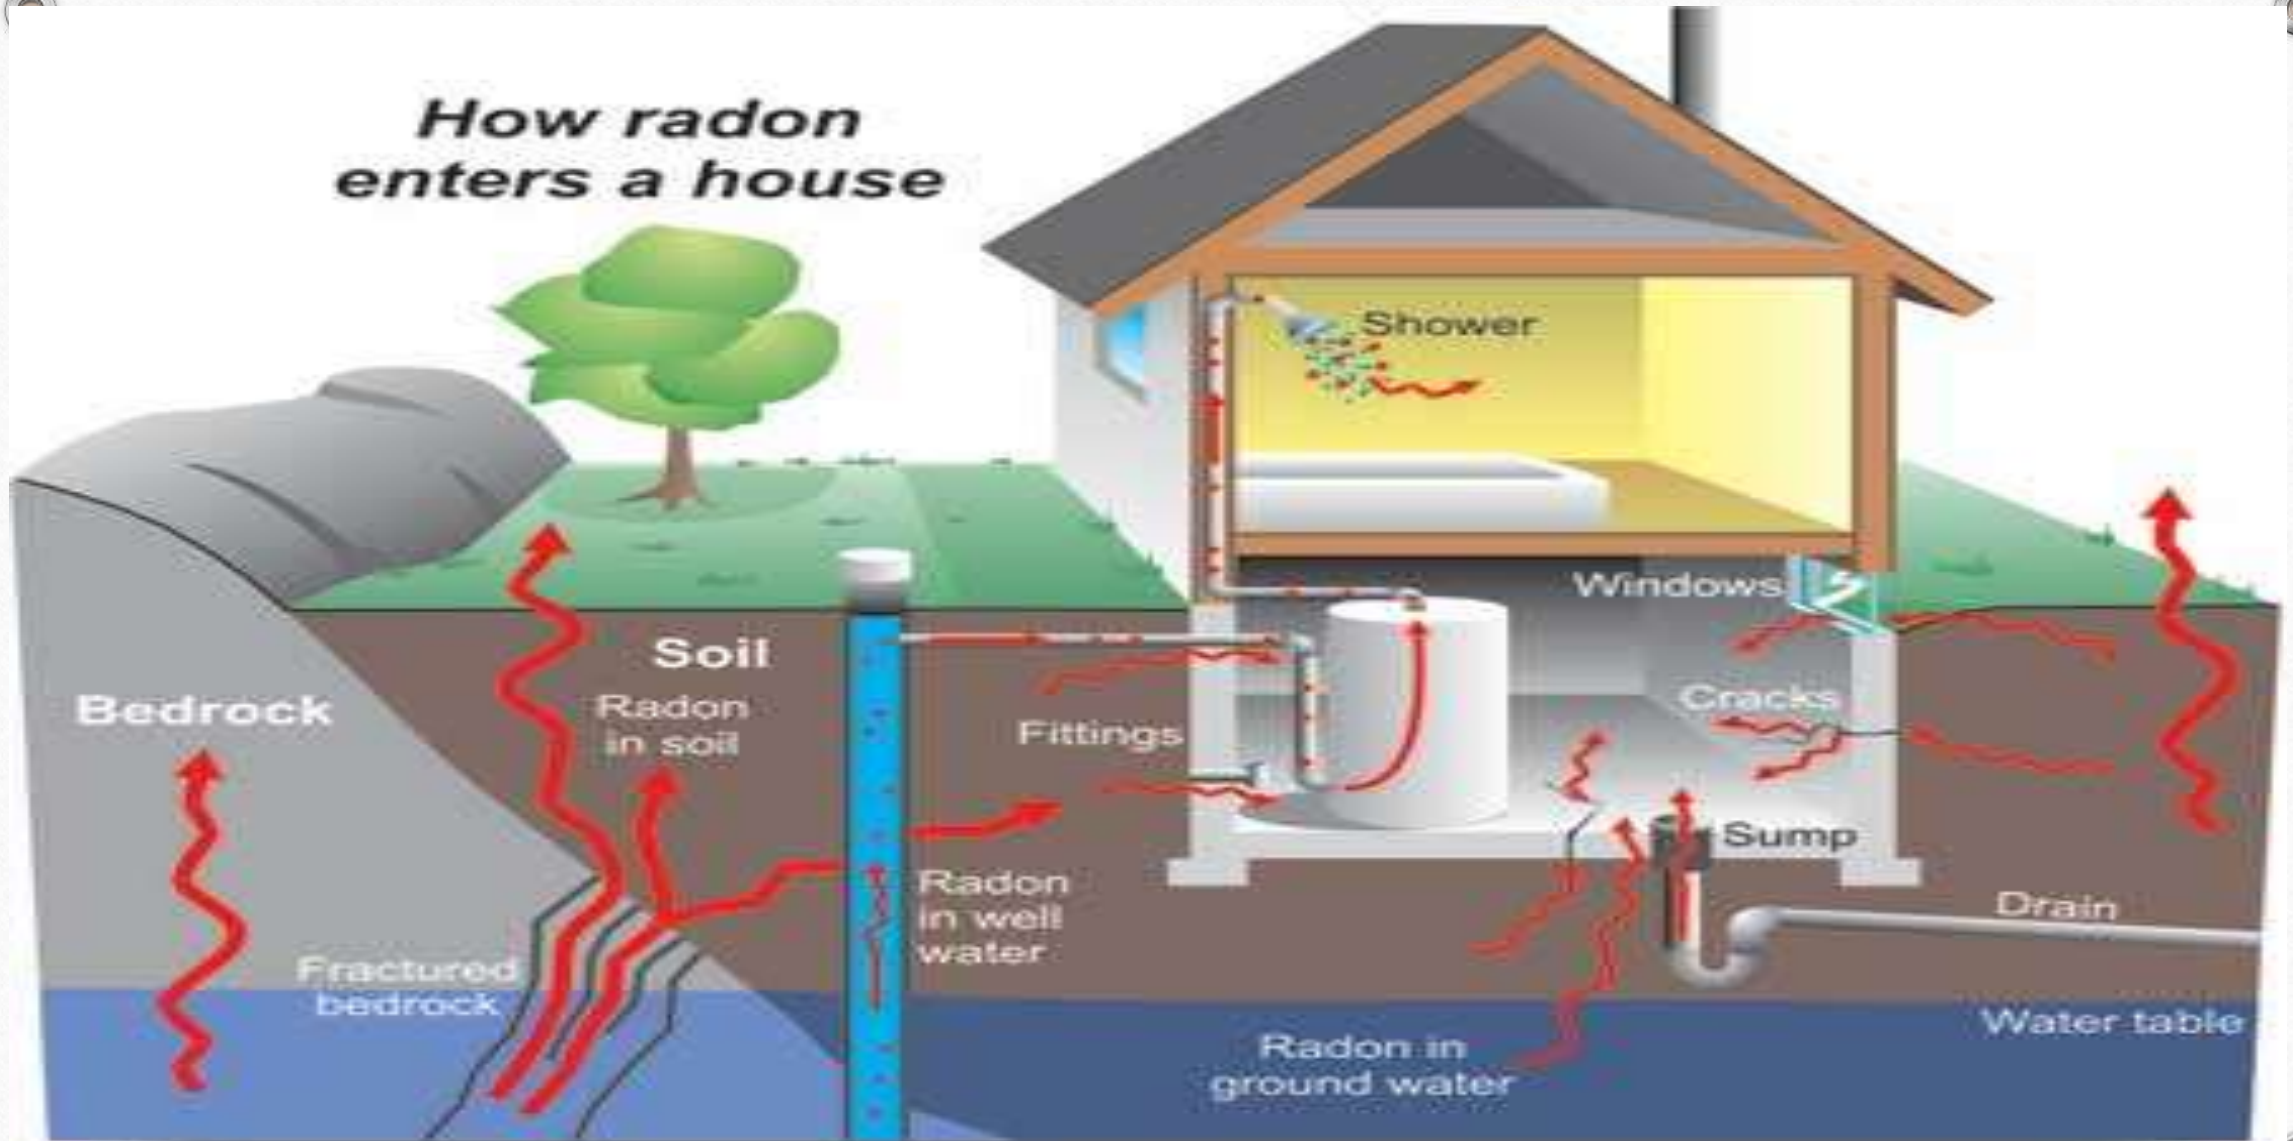 How radon
enters a house
Shower
Windows
Soil
Radon
in soil
Bedrock
Fittings
Cracks
Sump
Radon
in well
water
Drain
Fractured
bedrock
Water table
Radon in
ground water